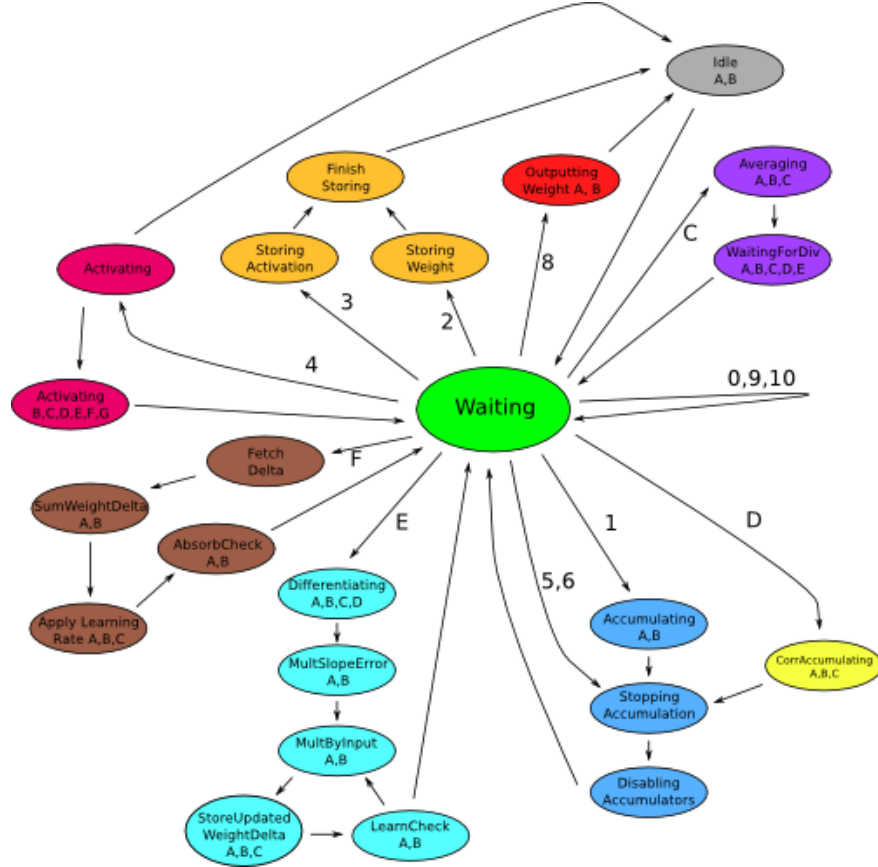 Idle
A,B
Finish
Storing
Outputting
Weight A, B
Averaging
A,B,C
Storing
Activation
Storing
Weight
WaitingForDiv
A,B,C,D,E
Activating
C
8
3
2
4
Activating
B,C,D,E,F,G
Waiting
0,9,10
Fetch
Delta
F
SumWeightDelta
A,B
AbsorbCheck
A,B
E
1
D
5,6
Differentiating
A,B,C,D
Apply Learning
Rate A,B,C
Accumulating
A,B
MultSlopeError
A,B
CorrAccumulating
A,B,C
Stopping
Accumulation
MultByInput
A,B
Disabling
Accumulators
StoreUpdated
WeightDelta
A,B,C
LearnCheck
A,B